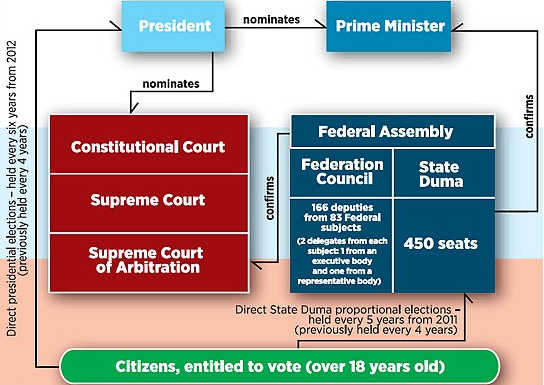 President
nominates
Prime Minister
nominates
Direct presidential elections – held every six years from 2012
(previously held every 4 years)
Constitutional Court
Supreme Court
Supreme Court
of Arbitration
confirms
Federal Assembly
Federation
Council
State
Duma
166 deputies
from 83 Federal
subjects
(2 delegates from each
subject: 1 from an
executive body
and one from a
representative body)
450 seats
confirms
Direct State Duma proportional elections –
held every 5 years from 2011
(previously held every 4 years)
Citizens, entitled to vote (over 18 years old)